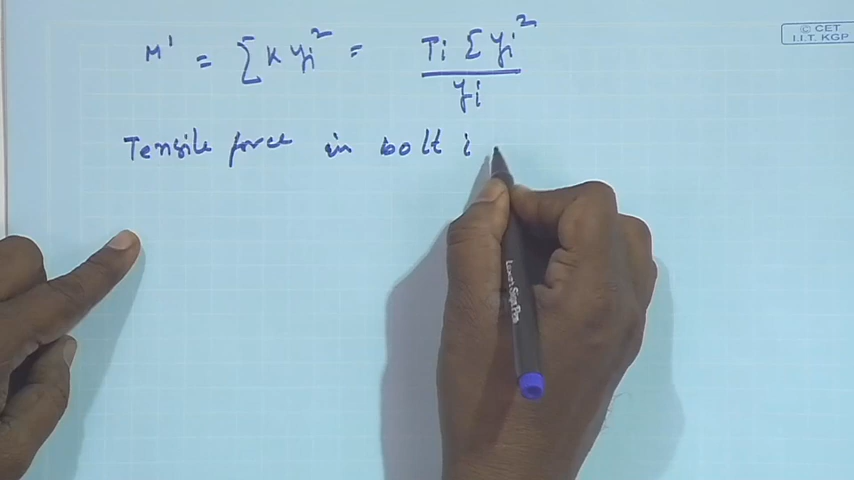 M' = Σ K yi² = Ti Σ yi² / yi
Tensile force in bolt i
© CET
I.I.T. KGP